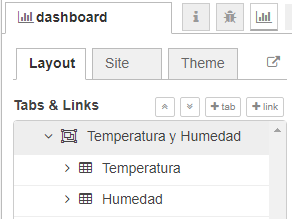 dashboard
Layout Site Theme
Tabs & Links + tab + link
Temperatura y Humedad
Temperatura
Humedad